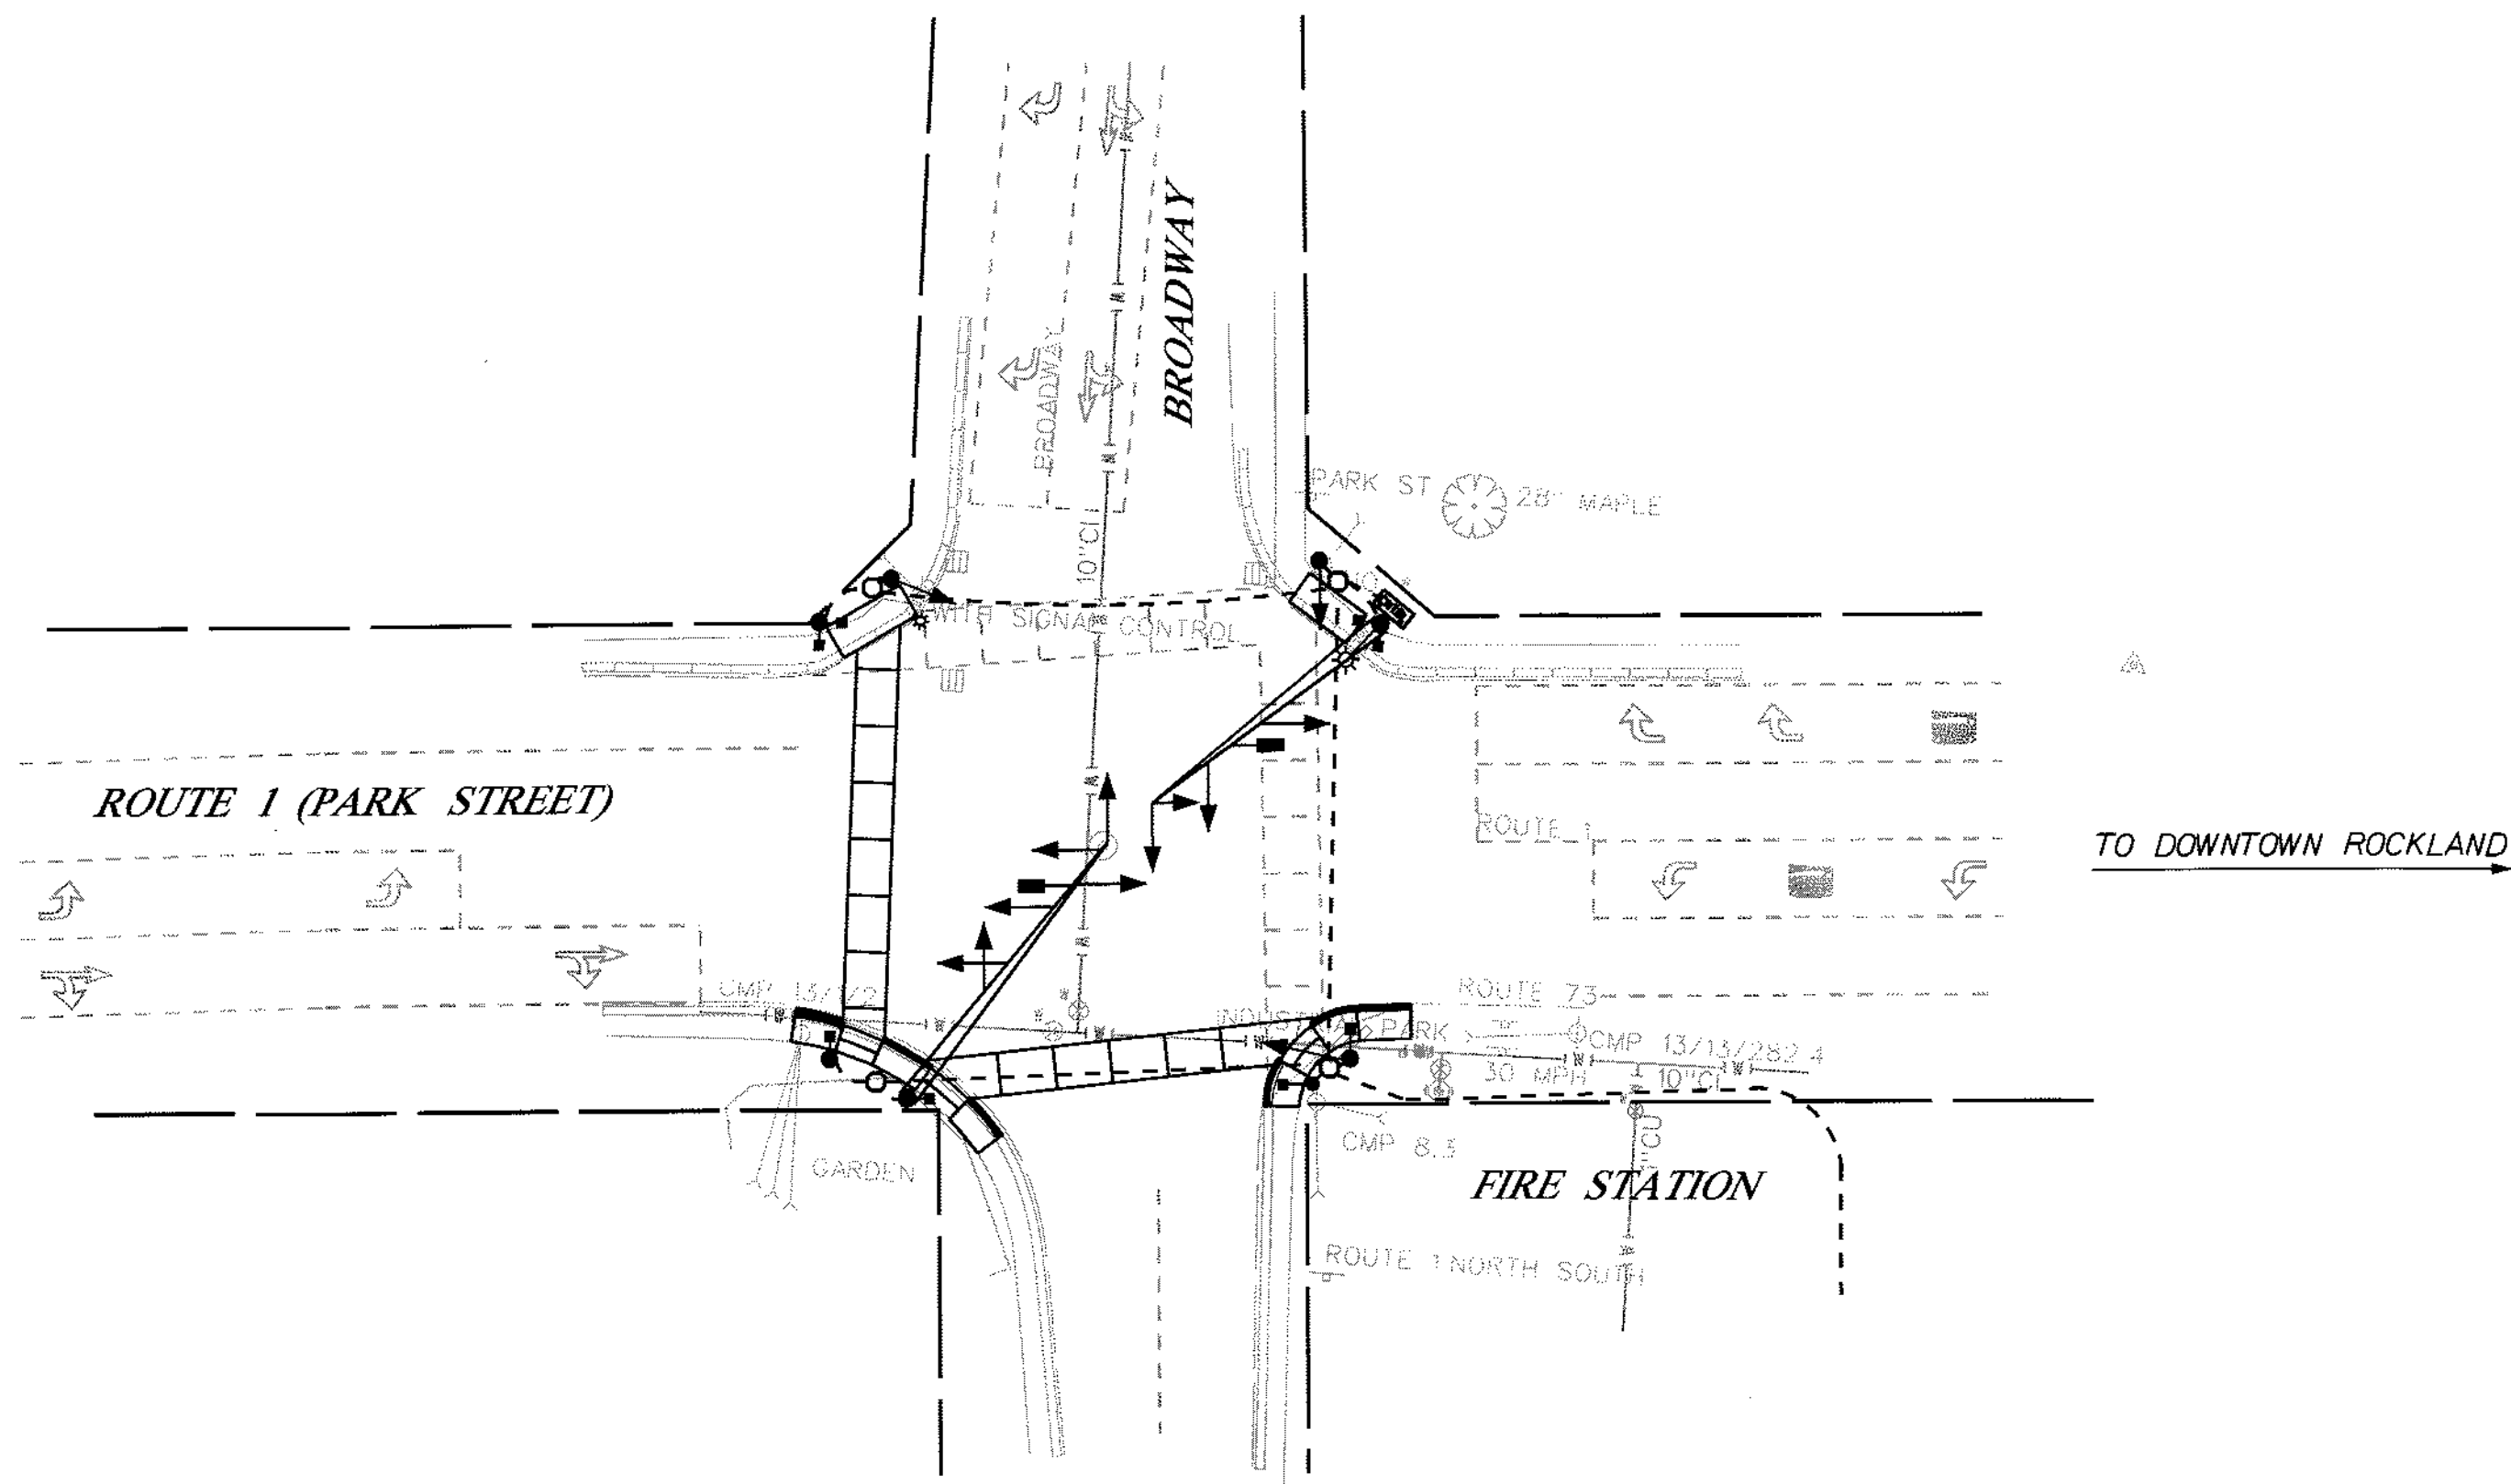 BROADWAY
BROADWAY
PARK ST
28" MAPLE
10"CI
WITH SIGNAL CONTROL
ROUTE 1 (PARK STREET)
ROUTE 1
TO DOWNTOWN ROCKLAND
ROUTE 73
INDUSTRIAL PARK
CMP 13/13/282.4
30 MPH
10"CI
CMP 8.3
GARDEN
FIRE STATION
ROUTE 1 NORTH SOUTH